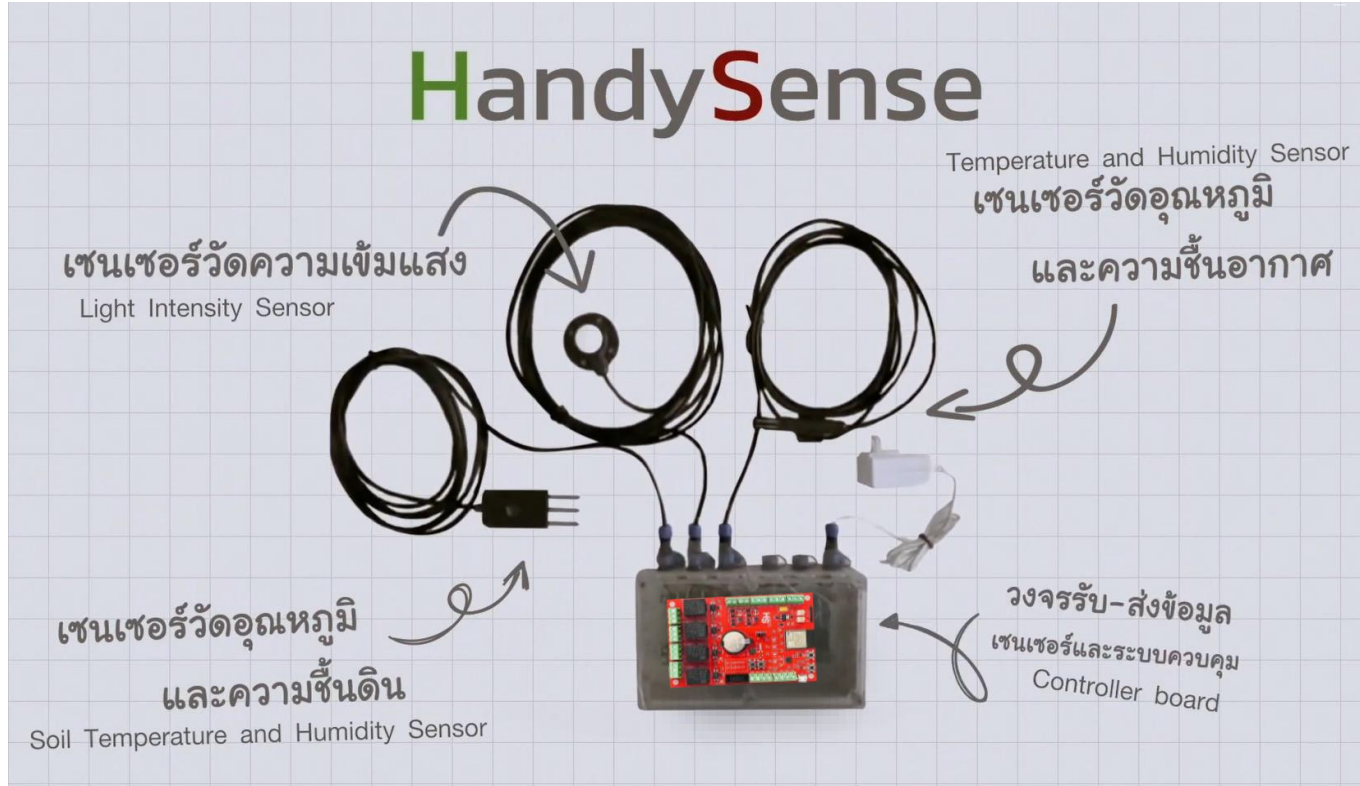 HandySense
Temperature and Humidity Sensor
เซนเซอร์วัดอุณหภูมิ
และความชื้นอากาศ
เซนเซอร์วัดความเข้มแสง
Light Intensity Sensor
เซนเซอร์วัดอุณหภูมิ
และความชื้นดิน
Soil Temperature and Humidity Sensor
วงจรรับ-ส่งข้อมูล
เซนเซอร์และระบบควบคุม
Controller board